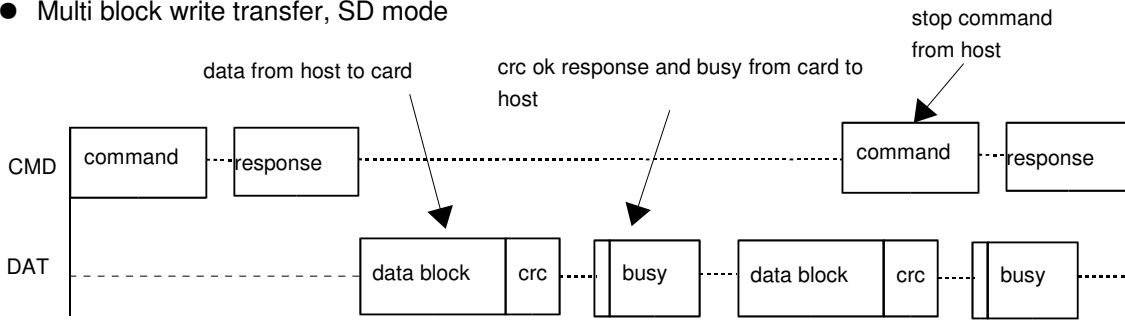 ● Multi block write transfer, SD mode
stop command
from host
data from host to card
crc ok response and busy from card to
host
CMD
command
response
command
response
DAT
data block
crc
busy
data block
crc
busy